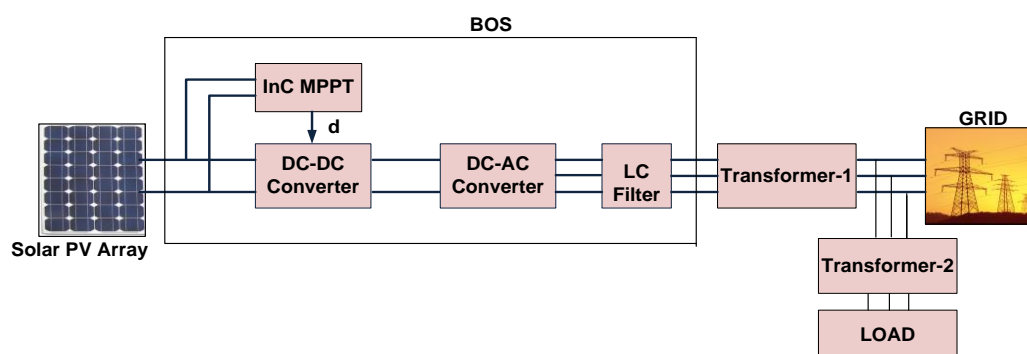 BOS
InC MPPT
d
GRID
DC-DC
Converter
DC-AC
Converter
LC
Filter
Transformer-1
Solar PV Array
Transformer-2
LOAD